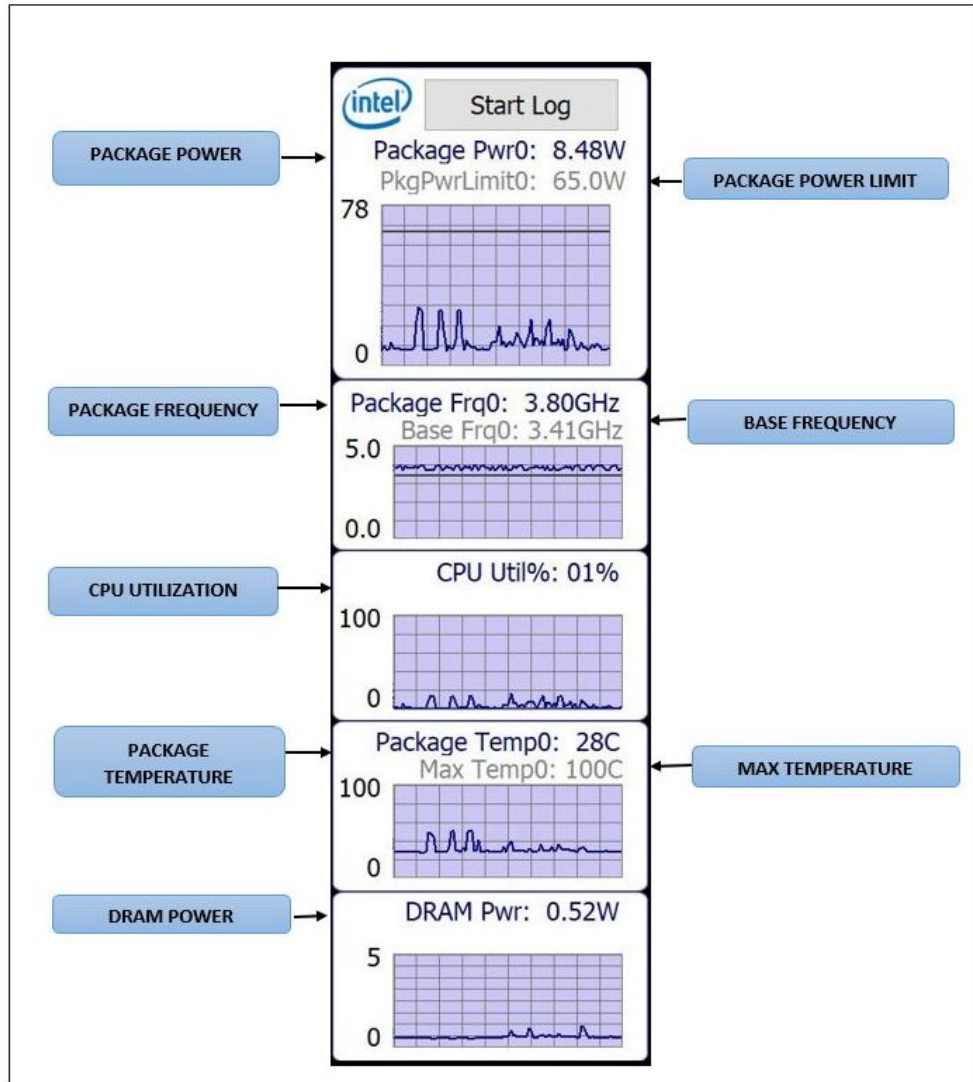 intel
Start Log
PACKAGE POWER
Package Pwr0: 8.48W
PkgPwrLimit0: 65.0W
PACKAGE POWER LIMIT
78
0
PACKAGE FREQUENCY
Package Frq0: 3.80GHz
Base Frq0: 3.41GHz
BASE FREQUENCY
5.0
0.0
CPU UTILIZATION
CPU Util%: 01%
100
0
PACKAGE
TEMPERATURE
Package Temp0: 28C
Max Temp0: 100C
MAX TEMPERATURE
100
0
DRAM POWER
DRAM Pwr: 0.52W
5
0